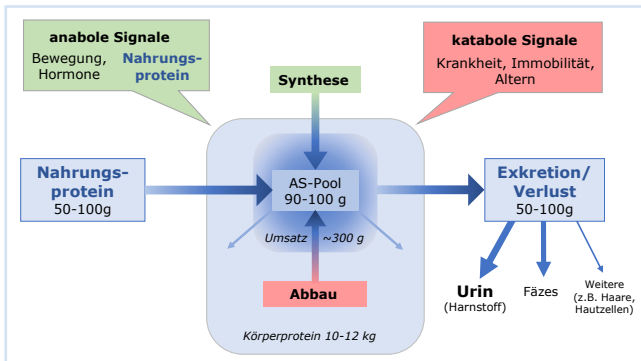 anabole Signale
Bewegung,
Hormone
Nahrungs-
protein
katabole Signale
Krankheit, Immobilität,
Altern
Synthese
Nahrungs-
protein
50-100g
AS-Pool
90-100 g
Exkretion/
Verlust
50-100g
Umsatz ~300 g
Abbau
Urin
(Harnstoff)
Fäzes
Weitere
(z.B. Haare,
Hautzellen)
Körperprotein 10-12 kg